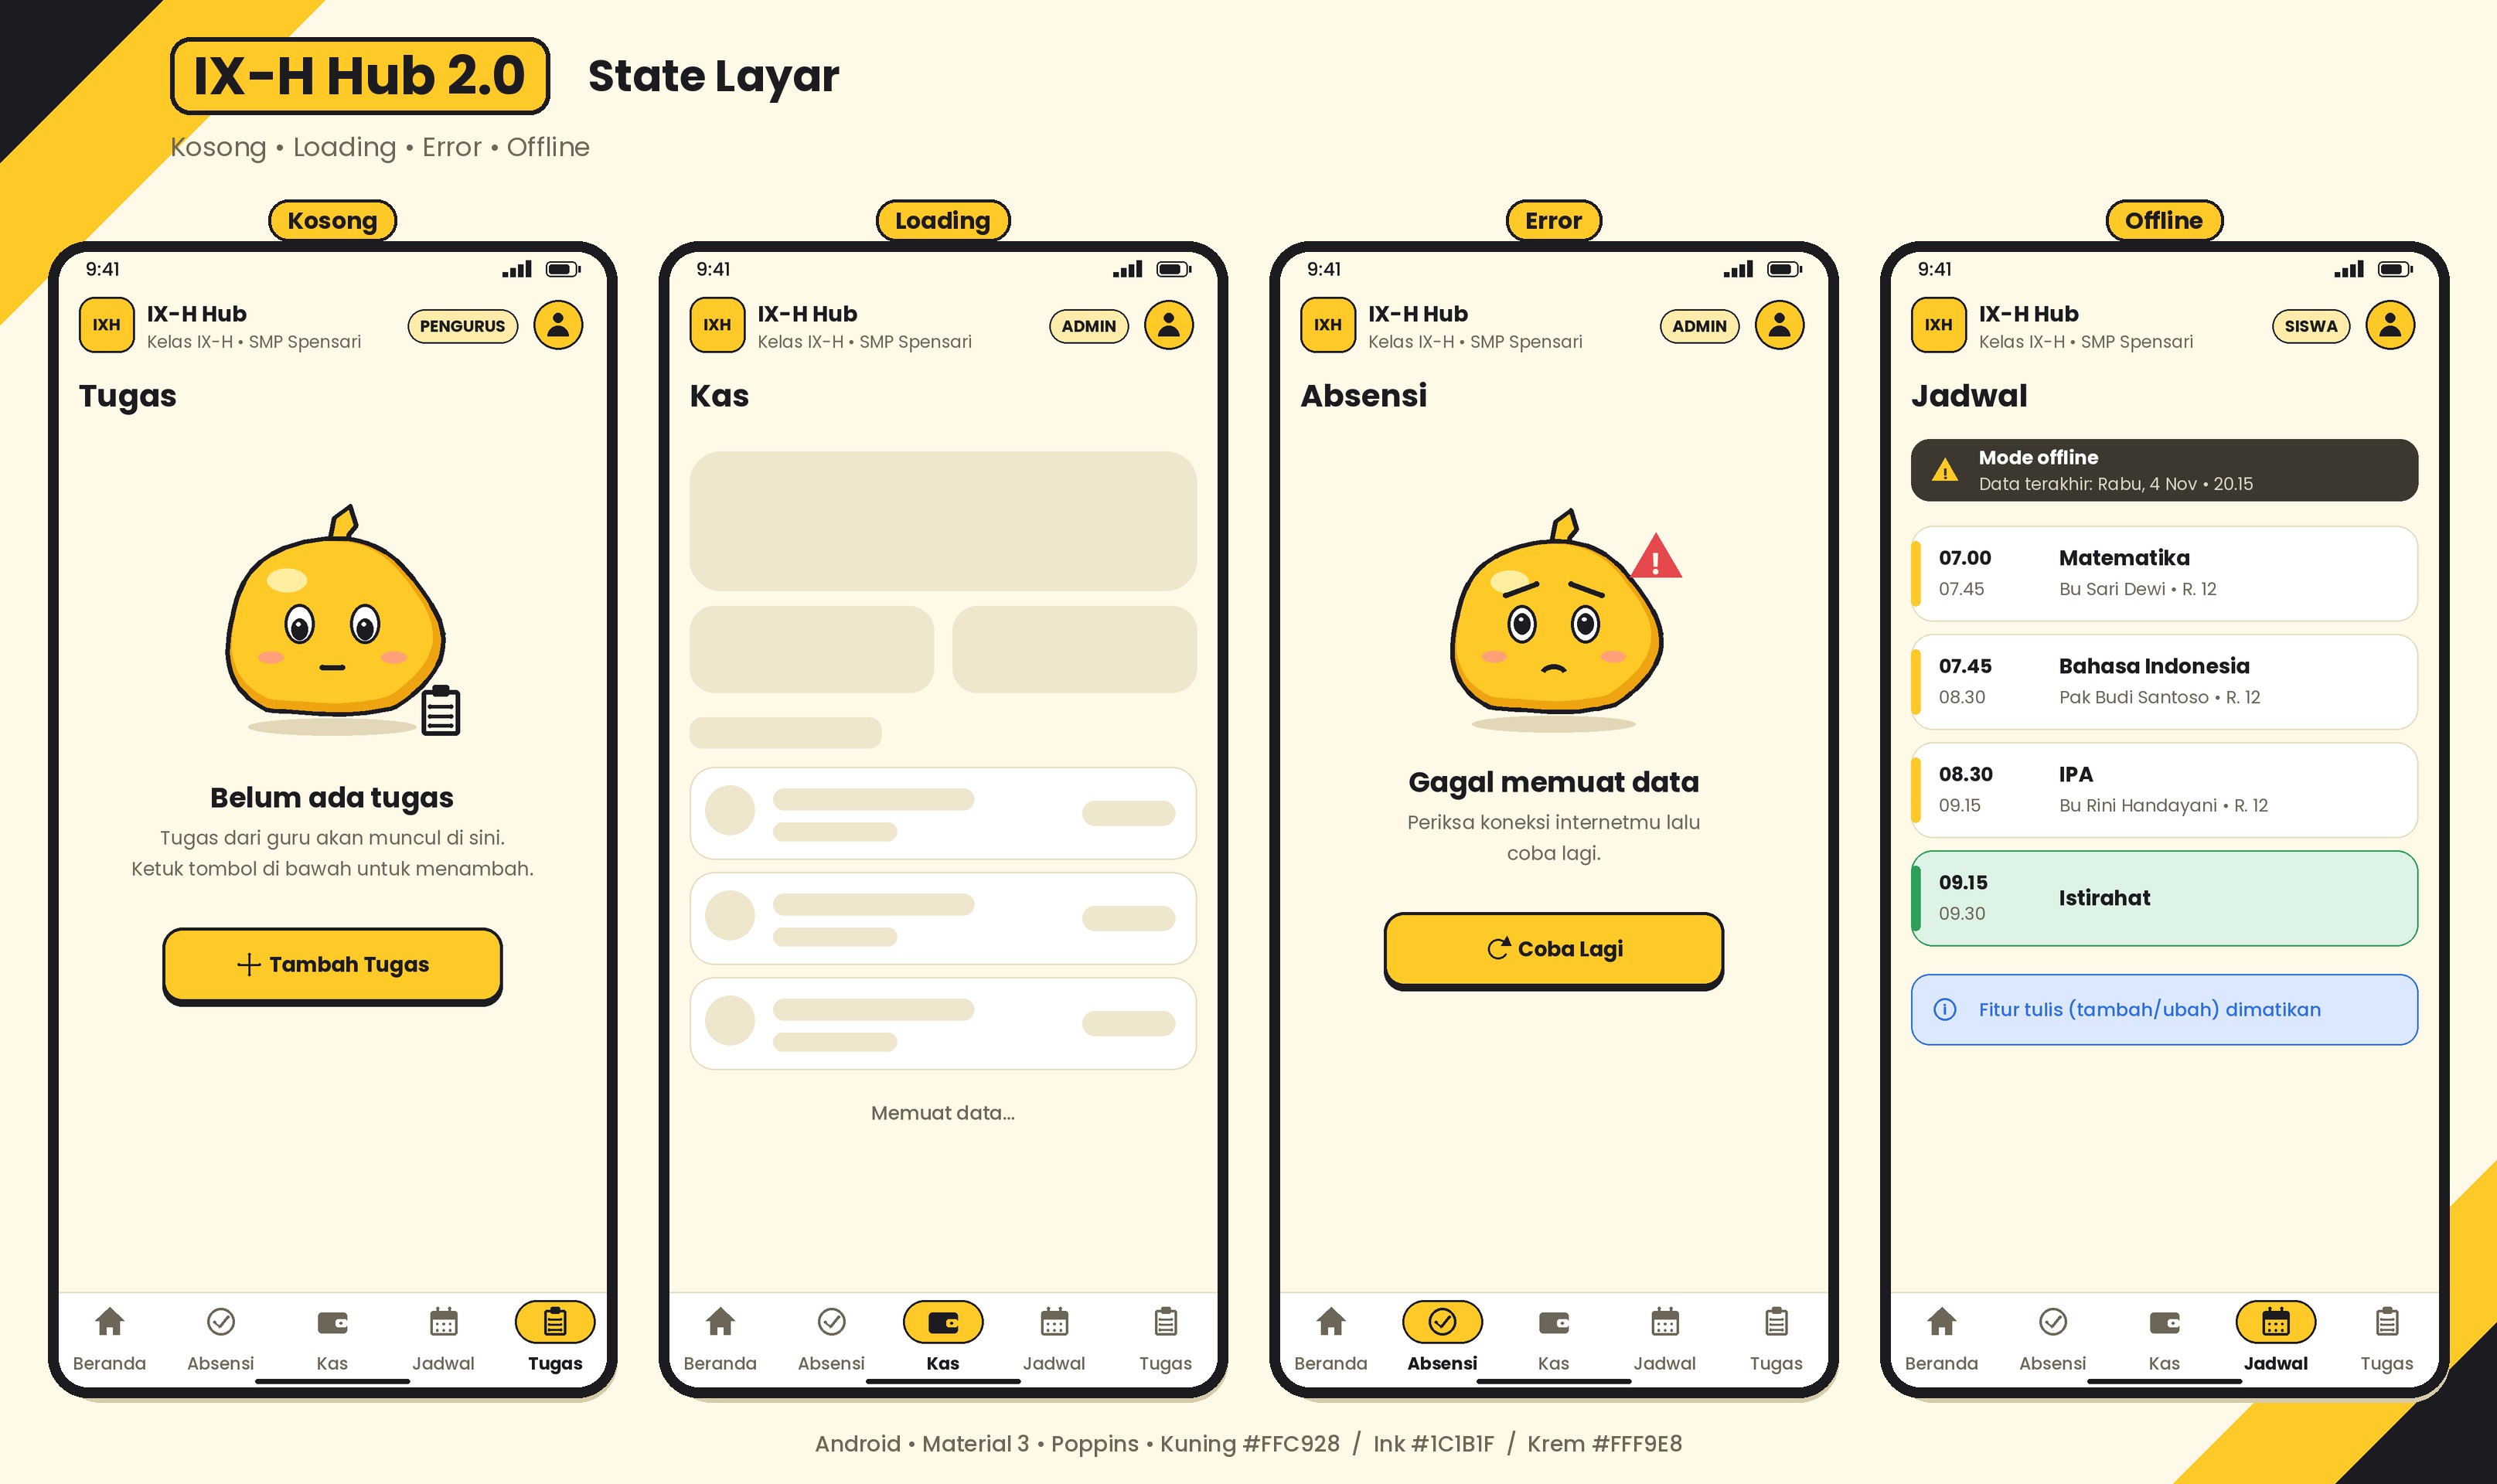 IX-H Hub 2.0
State Layar
Kosong • Loading • Error • Offline
Kosong
9:41
IXH
IX-H Hub
Kelas IX-H • SMP Spensari
PENGURUS
Tugas
Belum ada tugas
Tugas dari guru akan muncul di sini.
Ketuk tombol di bawah untuk menambah.
Tambah Tugas
Beranda
Absensi
Kas
Jadwal
Tugas
Loading
9:41
IXH
IX-H Hub
Kelas IX-H • SMP Spensari
ADMIN
Kas
Memuat data...
Beranda
Absensi
Kas
Jadwal
Tugas
Error
9:41
IXH
IX-H Hub
Kelas IX-H • SMP Spensari
ADMIN
Absensi
!
Gagal memuat data
Periksa koneksi internetmu lalu
coba lagi.
Coba Lagi
Beranda
Absensi
Kas
Jadwal
Tugas
Offline
9:41
IXH
IX-H Hub
Kelas IX-H • SMP Spensari
SISWA
Jadwal
Mode offline
Data terakhir: Rabu, 4 Nov • 20.15
07.00 Matematika
07.45 Bu Sari Dewi • R. 12
07.45 Bahasa Indonesia
08.30 Pak Budi Santoso • R. 12
08.30 IPA
09.15 Bu Rini Handayani • R. 12
09.15 Istirahat
09.30
Fitur tulis (tambah/ubah) dimatikan
Beranda
Absensi
Kas
Jadwal
Tugas
Android • Material 3 • Poppins • Kuning #FFC928 / Ink #1C1B1F / Krem #FFF9E8